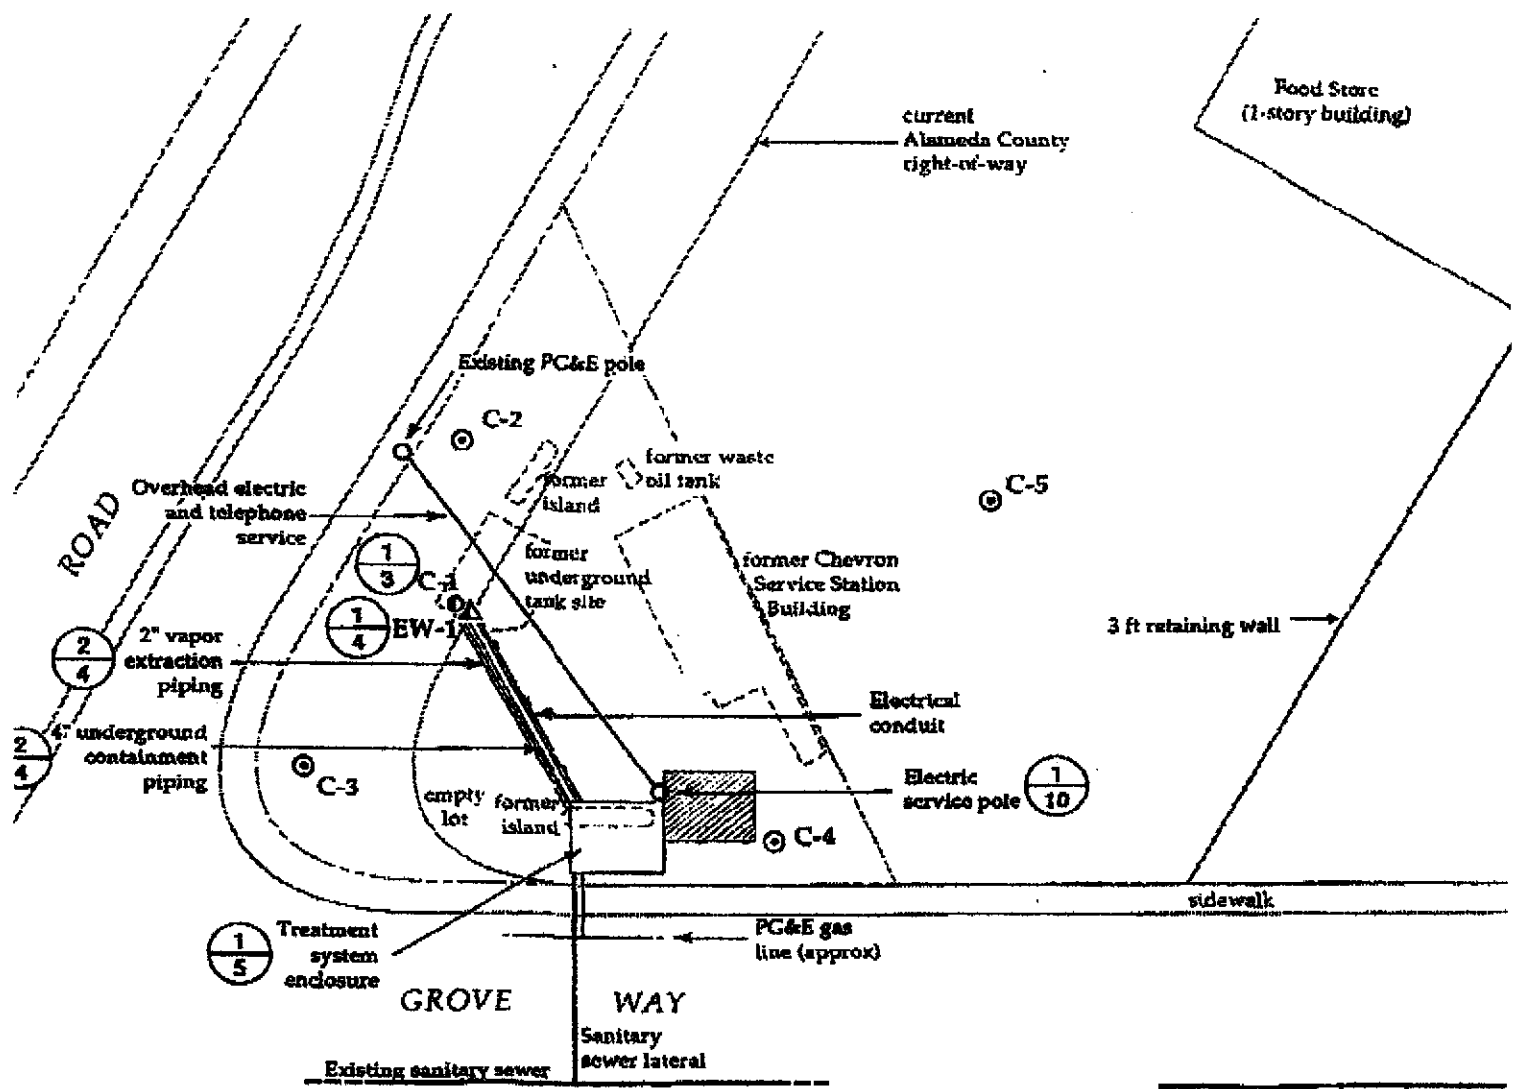 Food Store
(1-story building)
current
Alameda County
right-of-way
Existing PG&E pole
C-2
former waste
oil tank
former
island
C-5
Overhead electric
and telephone
service
ROAD
1
3
C-1
former
underground
tank site
former Chevron
Service Station
Building
1
4
EW-1
3 ft retaining wall
2
4
2" vapor
extraction
piping
Electrical
conduit
2
4
4" underground
containment
piping
C-3
empty
lot
former
island
Electric
service pole
1
10
C-4
sidewalk
1
5
Treatment
system
enclosure
PG&E gas
line (approx)
GROVE WAY
Sanitary
sewer lateral
Existing sanitary sewer